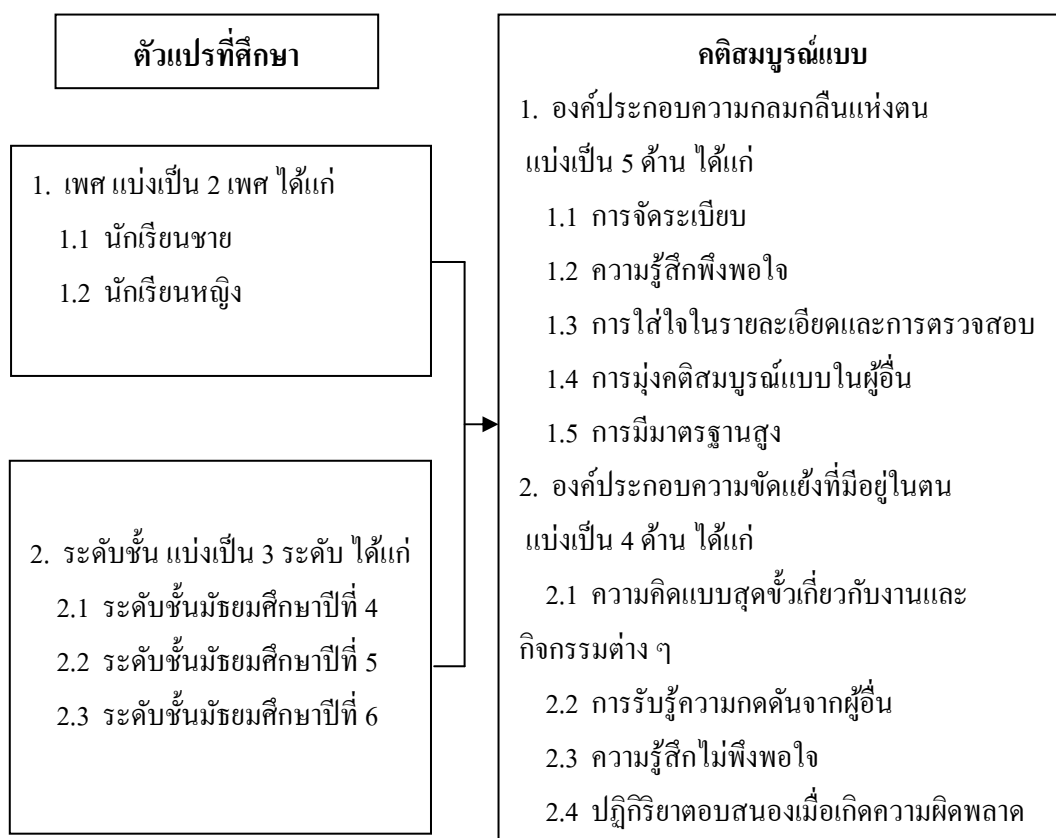 ตัวแปรที่ศึกษา
1. เพศ แบ่งเป็น 2 เพศ ได้แก่
1.1 นักเรียนชาย
1.2 นักเรียนหญิง
2. ระดับชั้น แบ่งเป็น 3 ระดับ ได้แก่
2.1 ระดับชั้นมัธยมศึกษาปีที่ 4
2.2 ระดับชั้นมัธยมศึกษาปีที่ 5
2.3 ระดับชั้นมัธยมศึกษาปีที่ 6
คติสมบูรณ์แบบ
1. องค์ประกอบความกลมกลืนแห่งตน
แบ่งเป็น 5 ด้าน ได้แก่
1.1 การจัดระเบียบ
1.2 ความรู้สึกพึงพอใจ
1.3 การใส่ใจในรายละเอียดและการตรวจสอบ
1.4 การมุ่งคติสมบูรณ์แบบในผู้อื่น
1.5 การมีมาตรฐานสูง
2. องค์ประกอบความขัดแย้งที่มีอยู่ในตน
แบ่งเป็น 4 ด้าน ได้แก่
2.1 ความคิดแบบสุดขั้วเกี่ยวกับงานและ
กิจกรรมต่าง ๆ
2.2 การรับรู้ความกดดันจากผู้อื่น
2.3 ความรู้สึกไม่พึงพอใจ
2.4 ปฏิกิริยาตอบสนองเมื่อเกิดความผิดพลาด